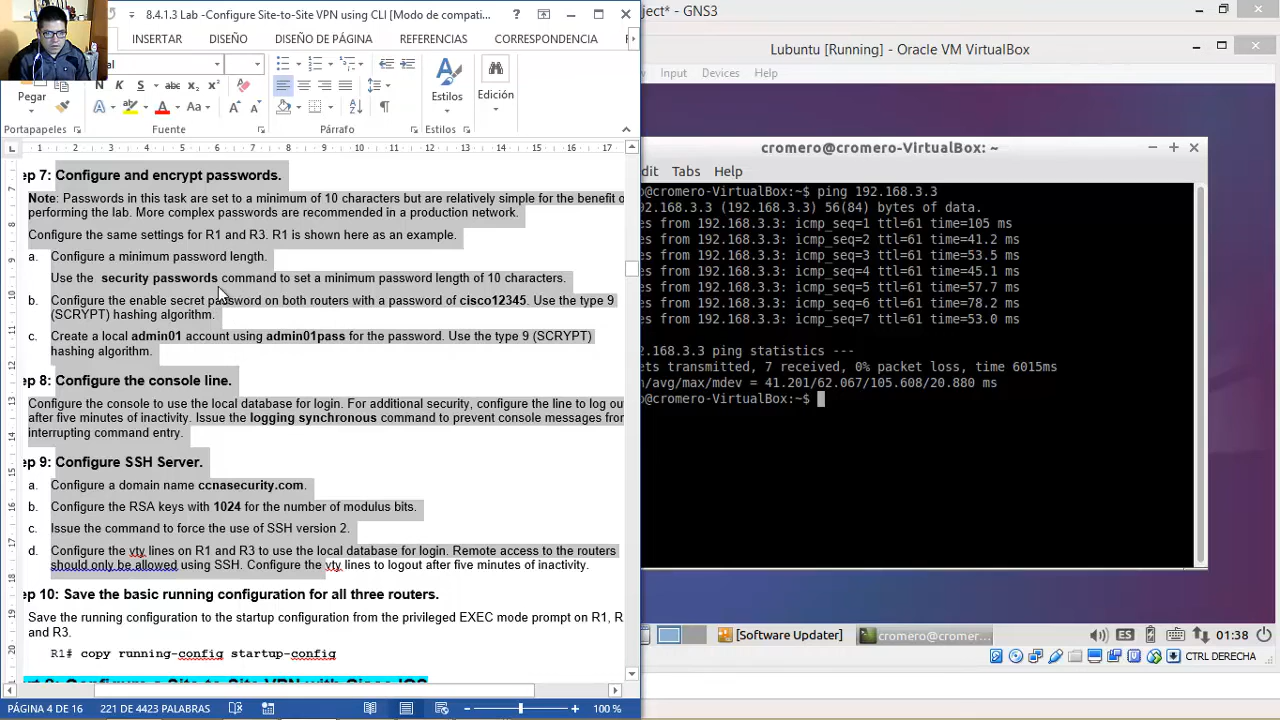 8.4.1.3 Lab -Configure Site-to-Site VPN using CLI [Modo de compati...
INSERTAR DISEÑO DISEÑO DE PÁGINA REFERENCIAS CORRESPONDENCIA
Pegar
N K S abc x₂ x²
A A Aa A A
Estilos
Edición
Portapapeles Fuente Párrafo Estilos
1 2 3 4 5 6 7 8 9 10 11 12 13 14 15 16 17
ep 7: Configure and encrypt passwords.
Note: Passwords in this task are set to a minimum of 10 characters but are relatively simple for the benefit o
performing the lab. More complex passwords are recommended in a production network.
Configure the same settings for R1 and R3. R1 is shown here as an example.
a. Configure a minimum password length.
Use the security passwords command to set a minimum password length of 10 characters.
b. Configure the enable secret password on both routers with a password of cisco12345. Use the type 9
(SCRYPT) hashing algorithm.
c. Create a local admin01 account using admin01pass for the password. Use the type 9 (SCRYPT)
hashing algorithm.
ep 8: Configure the console line.
Configure the console to use the local database for login. For additional security, configure the line to log ou
after five minutes of inactivity. Issue the logging synchronous command to prevent console messages fror
interrupting command entry.
ep 9: Configure SSH Server.
a. Configure a domain name ccnasecurity.com.
b. Configure the RSA keys with 1024 for the number of modulus bits.
c. Issue the command to force the use of SSH version 2.
d. Configure the vty lines on R1 and R3 to use the local database for login. Remote access to the routers
should only be allowed using SSH. Configure the vty lines to logout after five minutes of inactivity.
ep 10: Save the basic running configuration for all three routers.
Save the running configuration to the startup configuration from the privileged EXEC mode prompt on R1, R
and R3.
R1# copy running-config startup-config
PÁGINA 4 DE 16 221 DE 4423 PALABRAS 100 %
ject* - GNS3
Lubuntu [Running] - Oracle VM VirtualBox
Input Devices Help
cromero@cromero-VirtualBox: ~
dit Tabs Help
o@cromero-VirtualBox:~$ ping 192.168.3.3
92.168.3.3 (192.168.3.3) 56(84) bytes of data.
es from 192.168.3.3: icmp_seq=1 ttl=61 time=105 ms
es from 192.168.3.3: icmp_seq=2 ttl=61 time=41.2 ms
es from 192.168.3.3: icmp_seq=3 ttl=61 time=53.5 ms
es from 192.168.3.3: icmp_seq=4 ttl=61 time=45.1 ms
es from 192.168.3.3: icmp_seq=5 ttl=61 time=57.7 ms
es from 192.168.3.3: icmp_seq=6 ttl=61 time=78.2 ms
es from 192.168.3.3: icmp_seq=7 ttl=61 time=53.0 ms
2.168.3.3 ping statistics ---
ets transmitted, 7 received, 0% packet loss, time 6015ms
n/avg/max/mdev = 41.201/62.067/105.608/20.880 ms
o@cromero-VirtualBox:~$
[Software Updater] cromero@cromer... ES 01:38
CTRL DERECHA